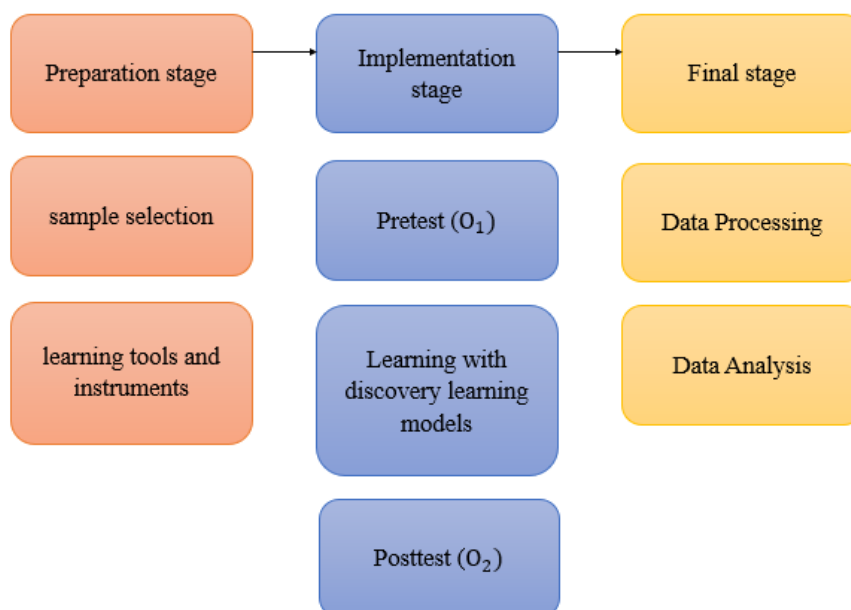 Preparation stage
Implementation
stage
Final stage
sample selection
Pretest (O₁)
Data Processing
learning tools and
instruments
Learning with
discovery learning
models
Data Analysis
Posttest (O₂)